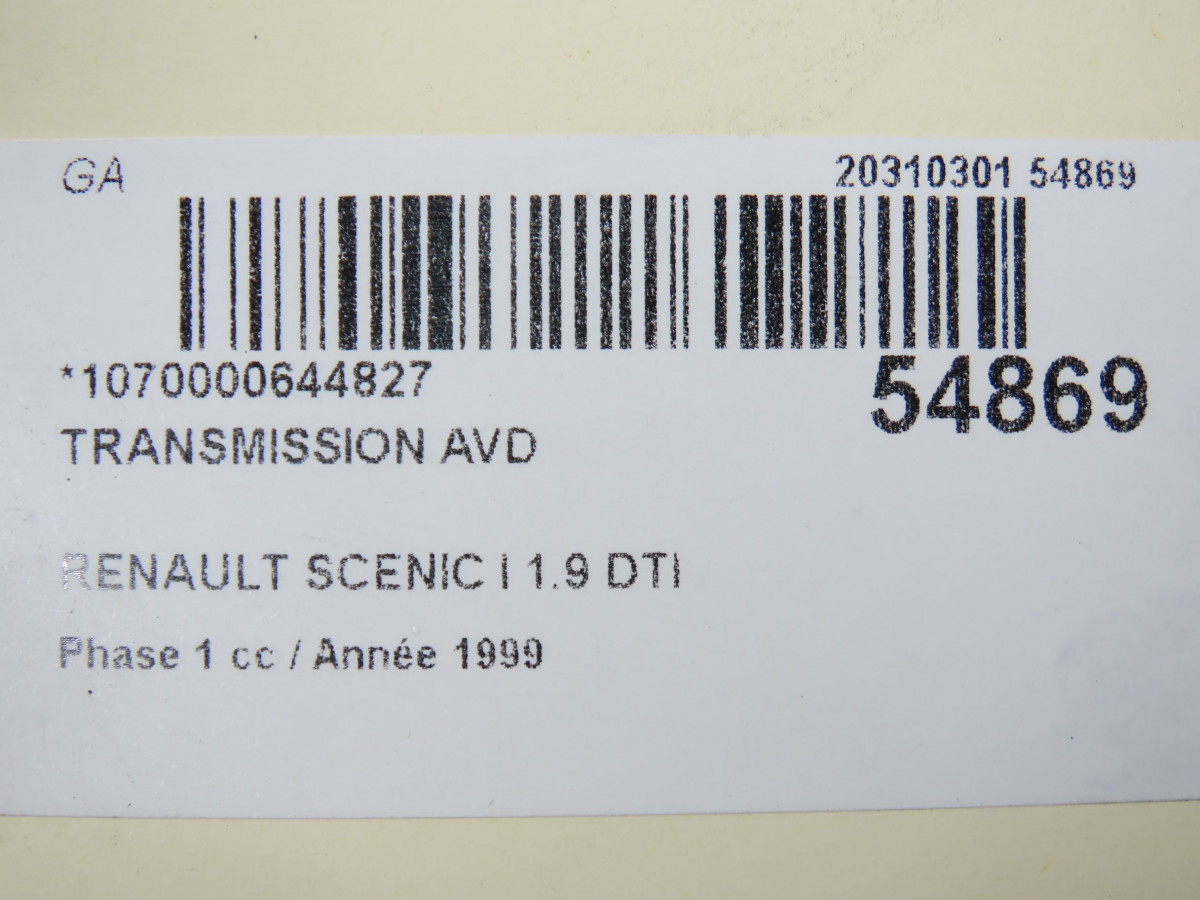 GA
20310301 54869
*1070000644827
54869
TRANSMISSION AVD
RENAULT SCENIC I 1.9 DTI
Phase 1 cc / Année 1999